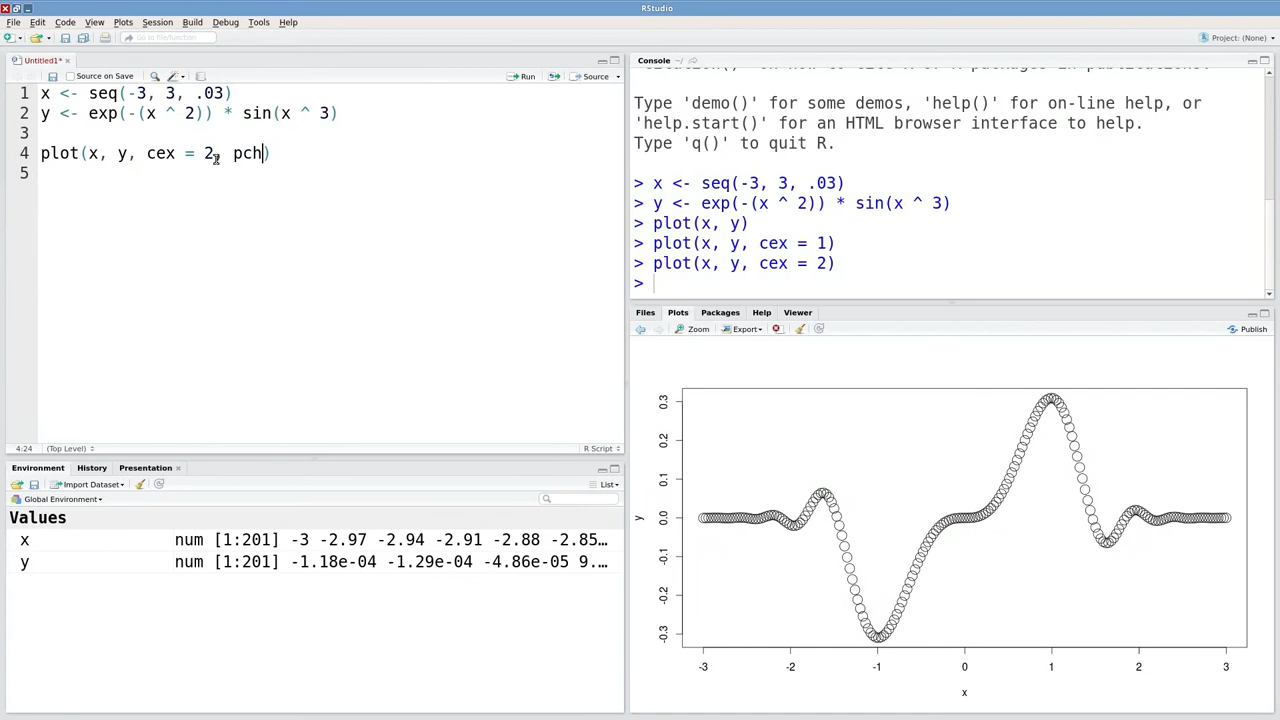 RStudio
File Edit Code View Plots Session Build Debug Tools Help
Go to file/function
Project: (None)
Untitled1*
Source on Save
Run
Source
1 x <- seq(-3, 3, .03)
2 y <- exp(-(x ^ 2)) * sin(x ^ 3)
3
4 plot(x, y, cex = 2, pch)
5
4:24 (Top Level) R Script
Console ~/
Type 'demo()' for some demos, 'help()' for on-line help, or
'help.start()' for an HTML browser interface to help.
Type 'q()' to quit R.
> x <- seq(-3, 3, .03)
> y <- exp(-(x ^ 2)) * sin(x ^ 3)
> plot(x, y)
> plot(x, y, cex = 1)
> plot(x, y, cex = 2)
>
Environment History Presentation
Import Dataset List
Global Environment
Values
x num [1:201] -3 -2.97 -2.94 -2.91 -2.88 -2.85…
y num [1:201] -1.18e-04 -1.29e-04 -4.86e-05 9.…
Files Plots Packages Help Viewer
Zoom Export Publish
0.3
0.2
0.1
0.0
-0.1
-0.2
-0.3
y
-3 -2 -1 0 1 2 3
x